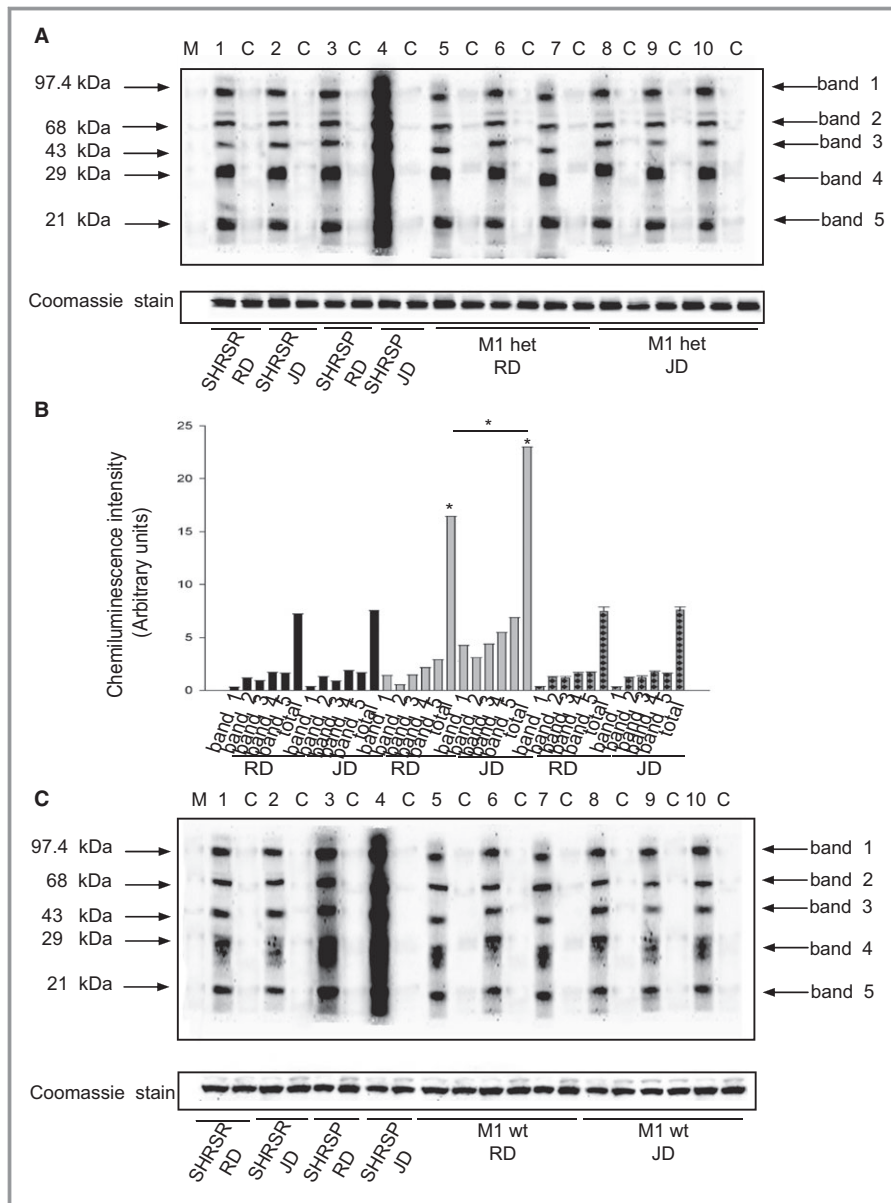 A
M 1 C 2 C 3 C 4 C 5 C 6 C 7 C 8 C 9 C 10 C
97.4 kDa
68 kDa
43 kDa
29 kDa
21 kDa
band 1
band 2
band 3
band 4
band 5
Coomassie stain
SHRSR RD
SHRSR JD
SHRSP RD
SHRSP JD
M1 het
RD
M1 het
JD
B
Chemiluminescence intensity
(Arbitrary units)
25
20
15
10
5
0
*
*
*
band 1 band 2 band 3 band 4 band 5 total band 1 band 2 band 3 band 4 band 5 total band 1 band 2 band 3 band 4 band 5 total band 1 band 2 band 3 band 4 band 5 total band 1 band 2 band 3 band 4 band 5 total band 1 band 2 band 3 band 4 band 5 total
RD JD RD JD RD JD
C
M 1 C 2 C 3 C 4 C 5 C 6 C 7 C 8 C 9 C 10 C
97.4 kDa
68 kDa
43 kDa
29 kDa
21 kDa
band 1
band 2
band 3
band 4
band 5
Coomassie stain
SHRSR RD
SHRSR JD
SHRSP RD
SHRSP JD
M1 wt
RD
M1 wt
JD